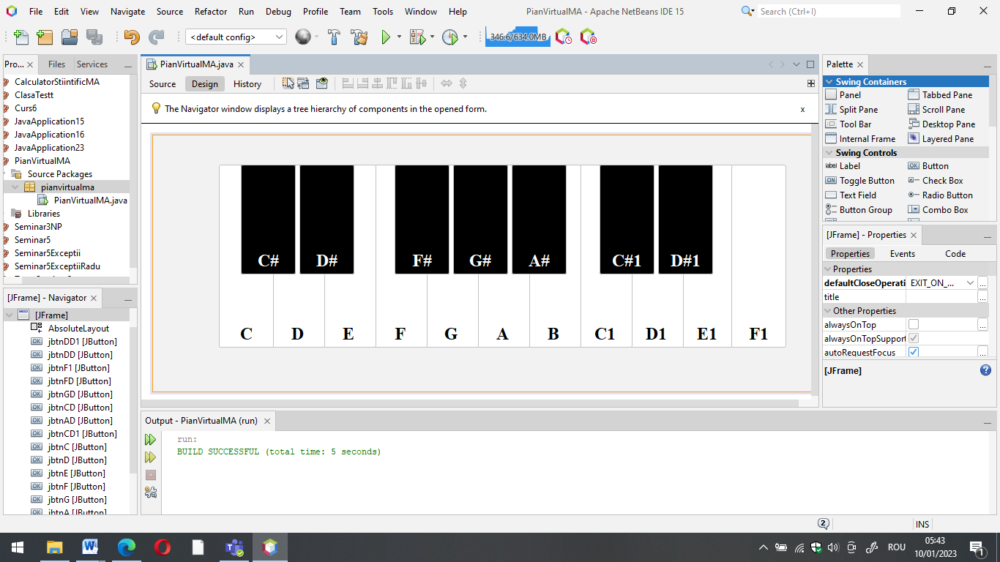 File Edit View Navigate Source Refactor Run Debug Profile Team Tools Window Help
PianVirtualMA - Apache NetBeans IDE 15
Search (Ctrl+I)
<default config>
346.6/634.0MB
Pro...
Files
Services
CalculatorStiintificMA
ClasaTestt
Curs6
JavaApplication15
JavaApplication16
JavaApplication23
PianVirtualMA
Source Packages
pianvirtualma
PianVirtualMA.java
Libraries
Seminar3NP
Seminar5
Seminar5Exceptii
Seminar5ExceptiiRadu
[JFrame] - Navigator
[JFrame]
AbsoluteLayout
jbtnDD1 [JButton]
jbtnDD [JButton]
jbtnF1 [JButton]
jbtnFD [JButton]
jbtnGD [JButton]
jbtnCD [JButton]
jbtnAD [JButton]
jbtnCD1 [JButton]
jbtnC [JButton]
jbtnD [JButton]
jbtnE [JButton]
jbtnF [JButton]
jbtnG [JButton]
jbtnA [JButton]
PianVirtualMA.java
Source Design History
The Navigator window displays a tree hierarchy of components in the opened form.
x
C# D# F# G# A# C#1 D#1
C D E F G A B C1 D1 E1 F1
Output - PianVirtualMA (run)
run:
BUILD SUCCESSFUL (total time: 5 seconds)
Palette
Swing Containers
Panel Tabbed Pane
Split Pane Scroll Pane
Tool Bar Desktop Pane
Internal Frame Layered Pane
Swing Controls
label Label OK Button
ON Toggle Button Check Box
Text Field Radio Button
Button Group Combo Box
[JFrame] - Properties
Properties Events Code
Properties
defaultCloseOperati EXIT_ON_... ...
title ...
Other Properties
alwaysOnTop ...
alwaysOnTopSupport
autoRequestFocus ...
[JFrame]
2
INS
ROU
05:43
10/01/2023
1